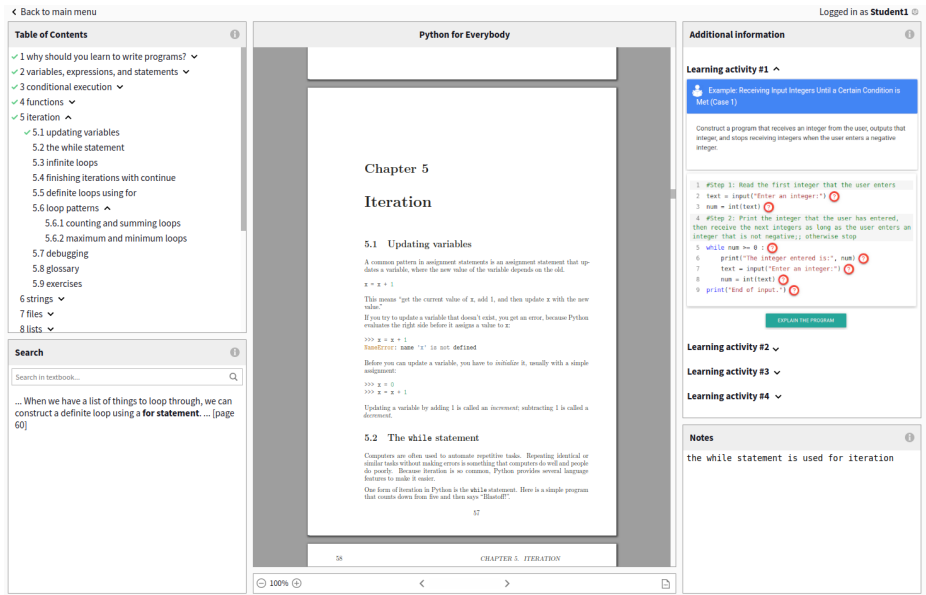 Back to main menu
Logged in as Student1
Table of Contents
1 why should you learn to write programs?
2 variables, expressions, and statements
3 conditional execution
4 functions
5 iteration
5.1 updating variables
5.2 the while statement
5.3 infinite loops
5.4 finishing iterations with continue
5.5 definite loops using for
5.6 loop patterns
5.6.1 counting and summing loops
5.6.2 maximum and minimum loops
5.7 debugging
5.8 glossary
5.9 exercises
6 strings
7 files
8 lists
Search
Search in textbook...
... When we have a list of things to loop through, we can
construct a definite loop using a for statement. ... [page
60]
Python for Everybody
Chapter 5
Iteration
5.1 Updating variables
A common pattern in assignment statements is an assignment statement that up-
dates a variable, where the new value of the variable depends on the old.
x = x + 1
This means "get the current value of x, add 1, and then update x with the new
value."
If you try to update a variable that doesn't exist, you get an error, because Python
evaluates the right side before it assigns a value to x:
>>> x = x + 1
NameError: name 'x' is not defined
Before you can update a variable, you have to initialize it, usually with a simple
assignment:
>>> x = 0
>>> x = x + 1
Updating a variable by adding 1 is called an increment; subtracting 1 is called a
decrement.
5.2 The while statement
Computers are often used to automate repetitive tasks. Repeating identical or
similar tasks without making errors is something that computers do well and people
do poorly. Because iteration is so common, Python provides several language
features to make it easier.
One form of iteration in Python is the while statement. Here is a simple program
that counts down from five and then says "Blastoff!".
57
58 CHAPTER 5. ITERATION
100%
Additional information
Learning activity #1
Example: Receiving Input Integers Until a Certain Condition is
Met (Case 1)
Construct a program that receives an integer from the user, outputs that
integer, and stops receiving integers when the user enters a negative
integer.
1 #Step 1: Read the first integer that the user enters
2 text = input("Enter an integer:") ?
3 num = int(text) ?
4 #Step 2: Print the integer that the user has entered,
then receive the next integers as long as the user enters an
integer that is not negative;; otherwise stop
5 while num >= 0 : ?
6 print("The integer entered is:", num) ?
7 text = input("Enter an integer:") ?
8 num = int(text) ?
9 print("End of input.") ?
EXPLAIN THE PROGRAM
Learning activity #2
Learning activity #3
Learning activity #4
Notes
the while statement is used for iteration